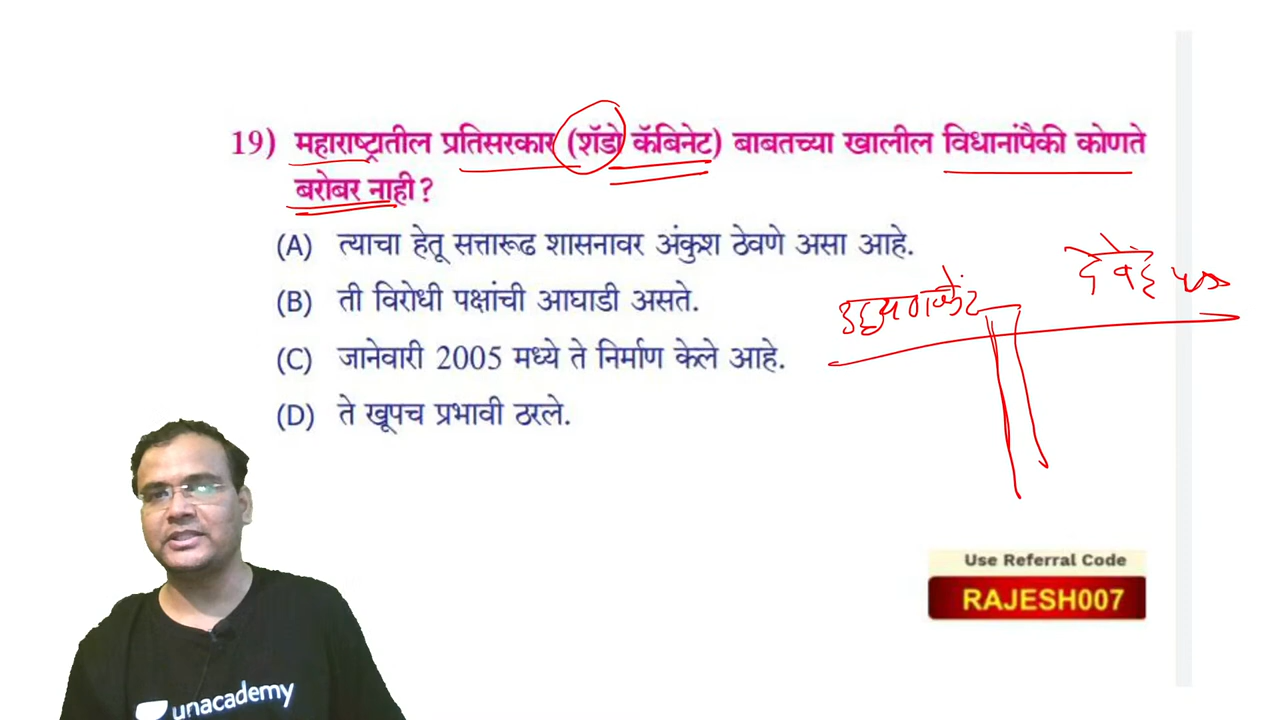 19) महाराष्ट्रातील प्रतिसरकार (शॅडो कॅबिनेट) बाबतच्या खालील विधानांपैकी कोणते
बरोबर नाही?
(A) त्याचा हेतू सत्तारूढ शासनावर अंकुश ठेवणे असा आहे.
(B) ती विरोधी पक्षांची आघाडी असते.
(C) जानेवारी 2005 मध्ये ते निर्माण केले आहे.
(D) ते खूपच प्रभावी ठरले.
Use Referral Code
RAJESH007
unacademy